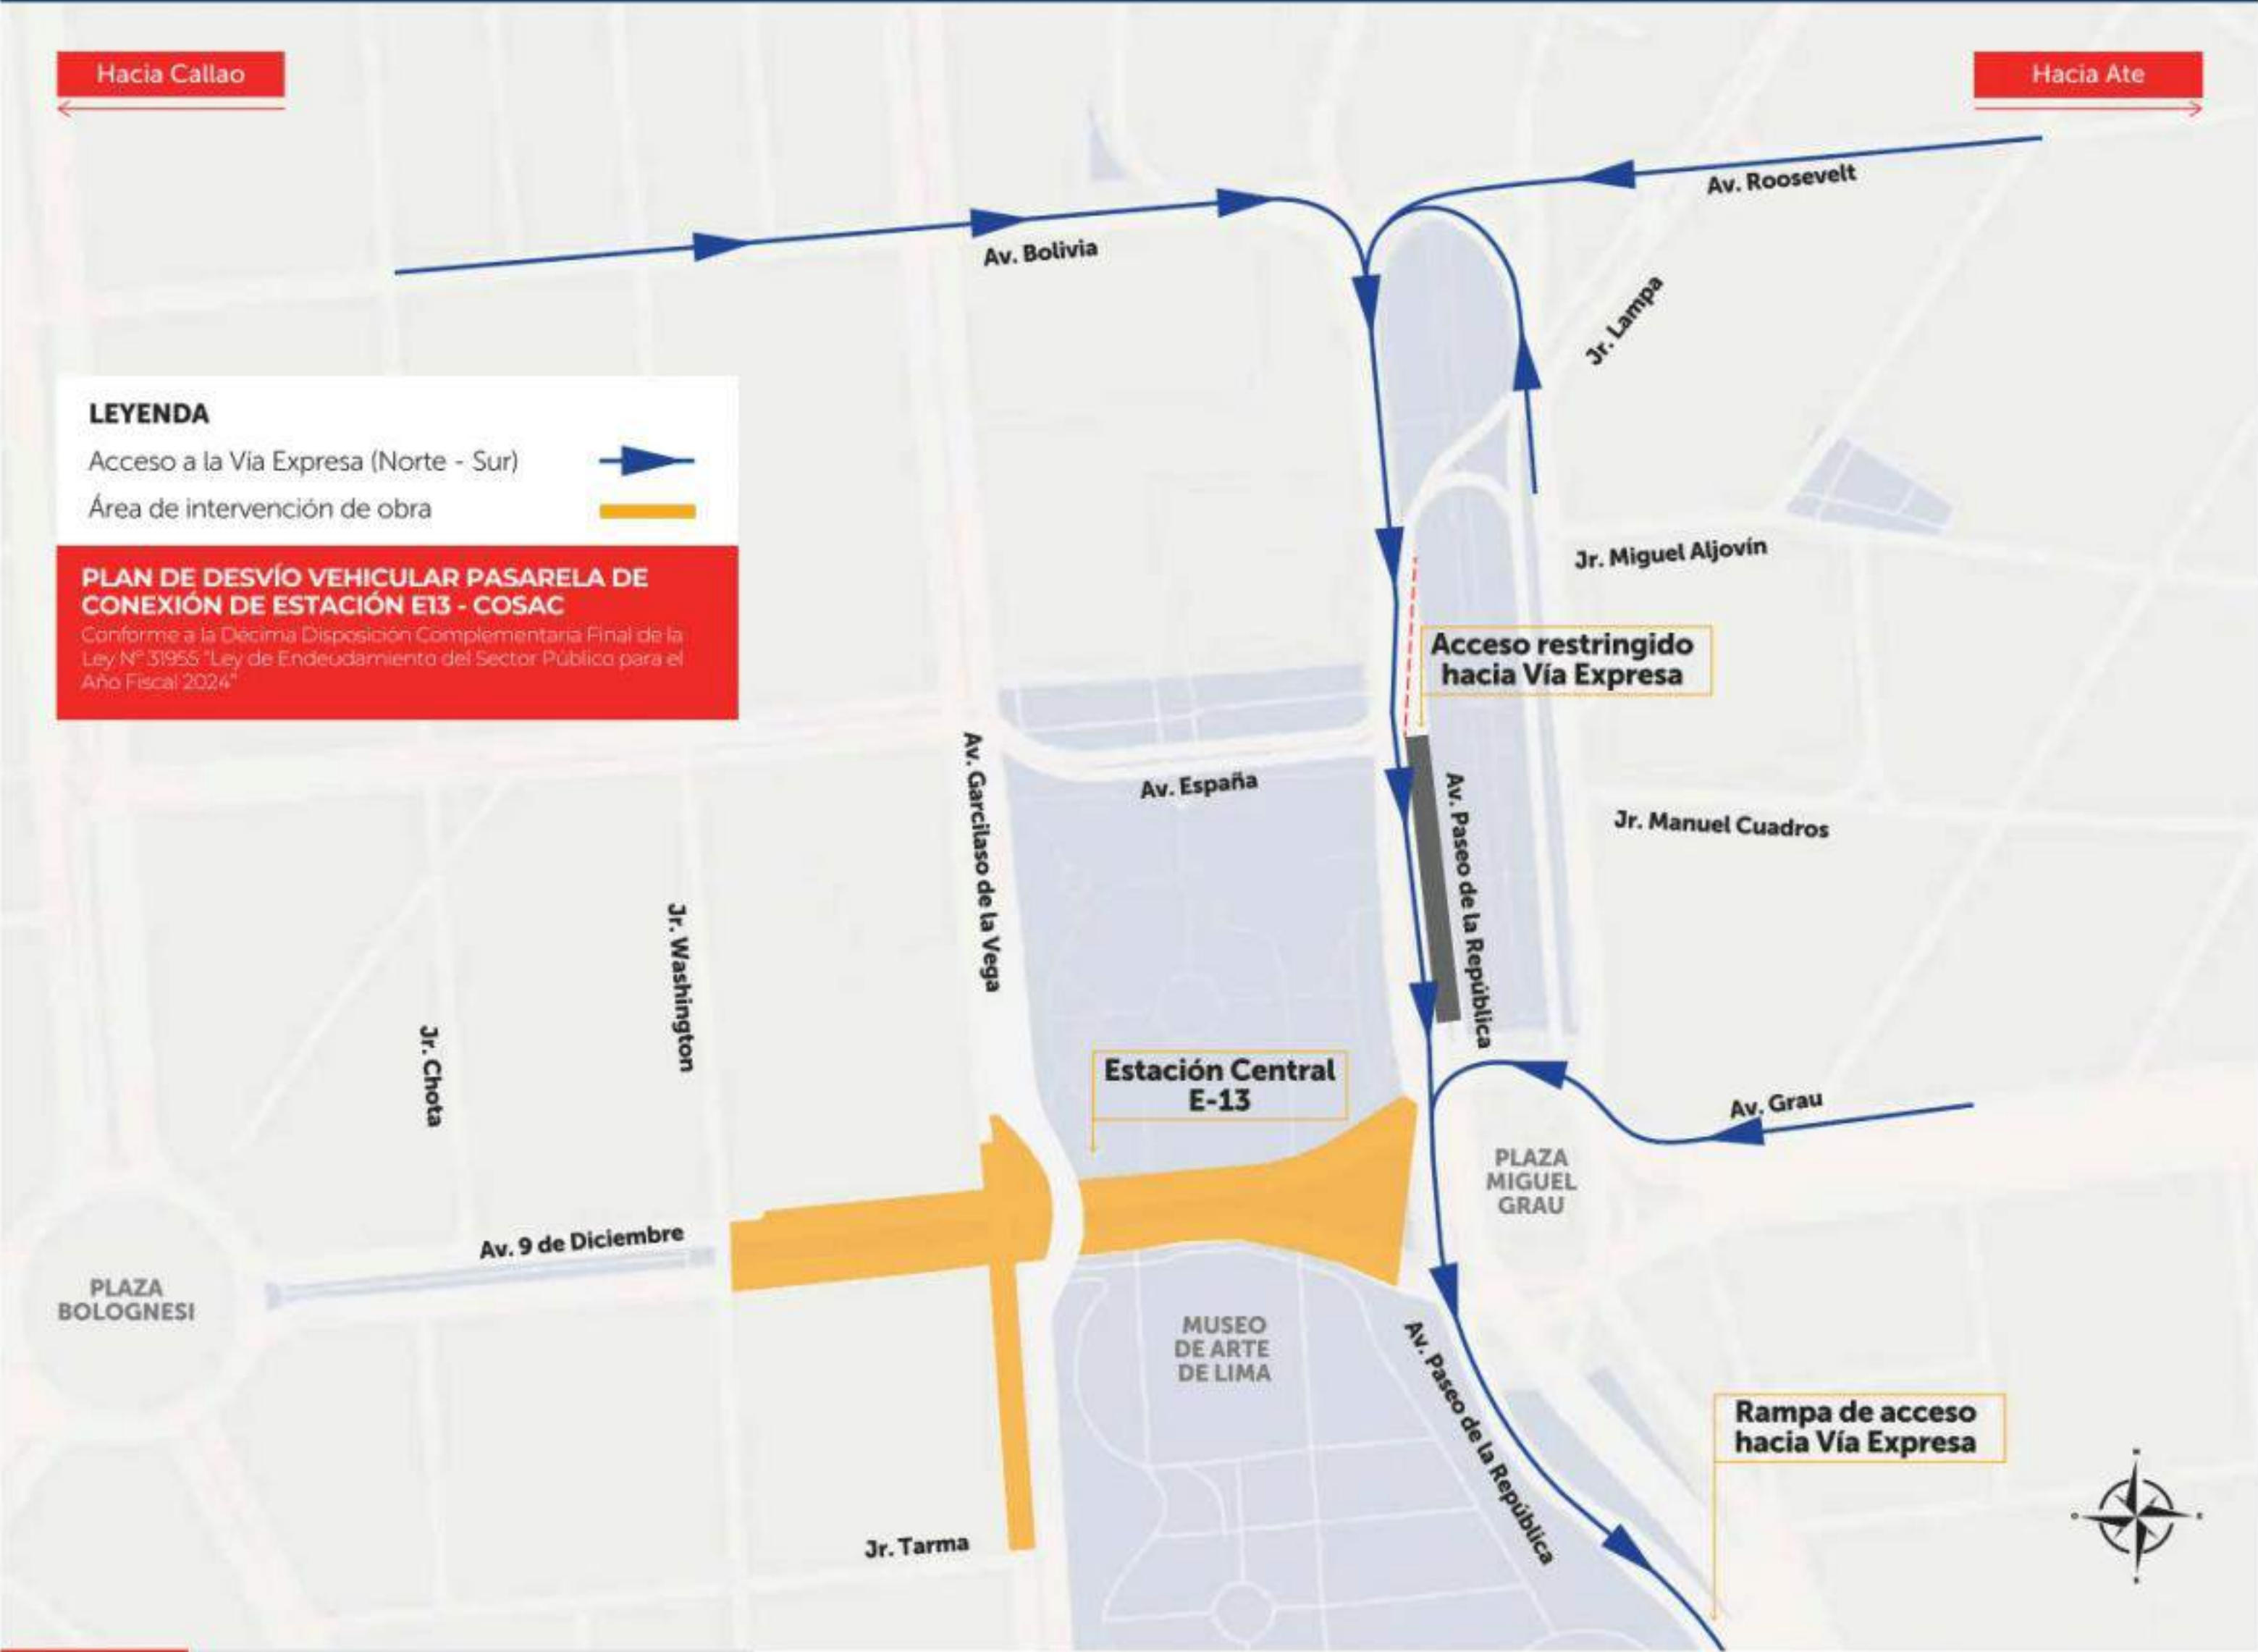 Hacia Callao
Hacia Ate
Av. Roosevelt
Av. Bolivia
Jr. Lampa
LEYENDA
Acceso a la Vía Expresa (Norte - Sur)
Área de intervención de obra
PLAN DE DESVÍO VEHICULAR PASARELA DE
CONEXIÓN DE ESTACIÓN E13 - COSAC
Conforme a la Décima Disposición Complementaria Final de la
Ley Nº 31955 "Ley de Endeudamiento del Sector Público para el
Año Fiscal 2024"
Jr. Miguel Aljovín
Acceso restringido
hacia Vía Expresa
Av. Garcilaso de la Vega
Av. España
Av. Paseo de la República
Jr. Manuel Cuadros
Jr. Washington
Jr. Chota
Estación Central
E-13
Av. Grau
PLAZA
MIGUEL
GRAU
Av. 9 de Diciembre
PLAZA
BOLOGNESI
MUSEO
DE ARTE
DE LIMA
Av. Paseo de la República
Rampa de acceso
hacia Vía Expresa
Jr. Tarma